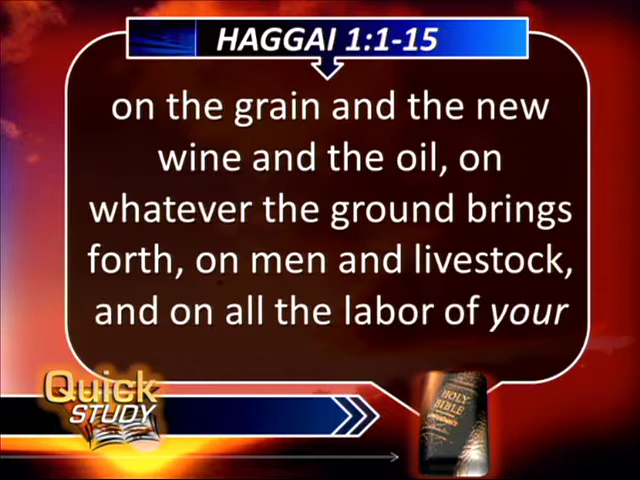 HAGGAI 1:1-15
on the grain and the new
wine and the oil, on
whatever the ground brings
forth, on men and livestock,
and on all the labor of your
Quick
STUDY
HOLY
BIBLE